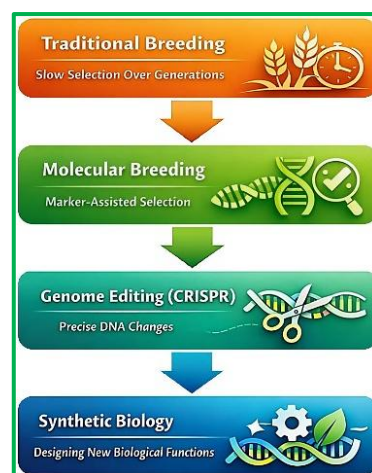 Traditional Breeding
Slow Selection Over Generations
Molecular Breeding
Marker-Assisted Selection
Genome Editing (CRISPR)
Precise DNA Changes
Synthetic Biology
Designing New Biological Functions